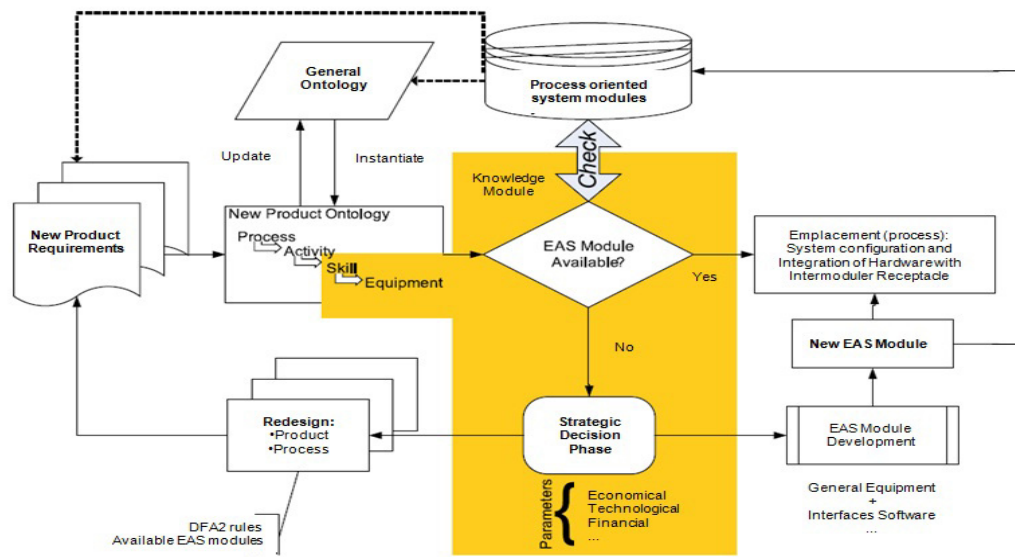 General
Ontology
Process oriented
system modules
Update
Instantiate
Check
Knowledge
Module
New Product
Requirements
New Product Ontology
Process
Activity
Skill
Equipment
EAS Module
Available?
Yes
No
Emplacement (process):
System configuration and
Integration of Hardware with
Intermoduler Receptacle
New EAS Module
Redesign:
•Product
•Process
Strategic
Decision
Phase
EAS Module
Development
Parameters
Economical
Technological
Financial
...
General Equipment
+
Interfaces Software
...
DFA2 rules
Available EAS modules